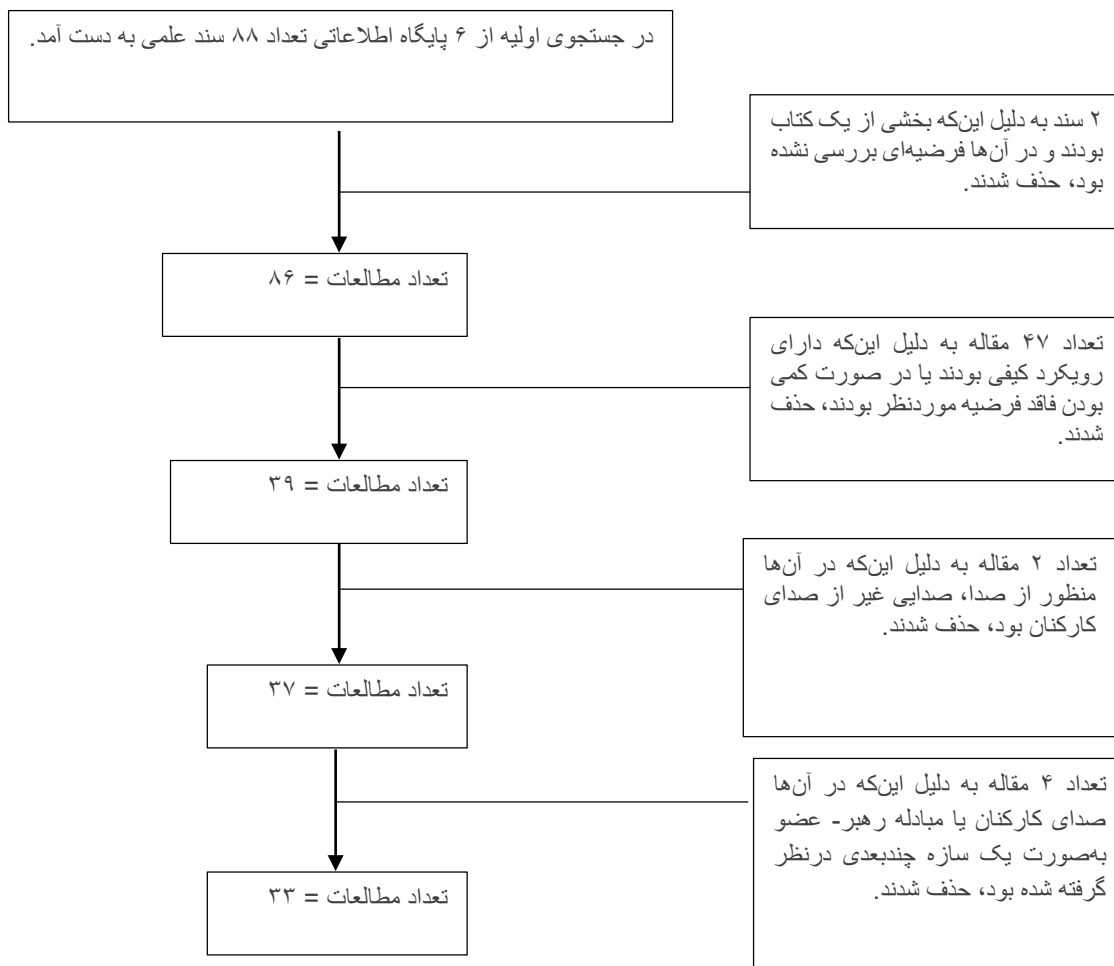 در جستجوی اولیه از ۶ پایگاه اطلاعاتی تعداد ۸۸ سند علمی به دست آمد.
۲ سند به دلیل این‌که بخشی از یک کتاب
بودند و در آن‌ها فرضیه‌ای بررسی نشده
بود، حذف شدند.
تعداد مطالعات = ۸۶
تعداد ۴۷ مقاله به دلیل این‌که دارای
رویکرد کیفی بودند یا در صورت کمی
بودن فاقد فرضیه موردنظر بودند، حذف
شدند.
تعداد مطالعات = ۳۹
تعداد ۲ مقاله به دلیل این‌که در آن‌ها
منظور از صدا، صدایی غیر از صدای
کارکنان بود، حذف شدند.
تعداد مطالعات = ۳۷
تعداد ۴ مقاله به دلیل این‌که در آن‌ها
صدای کارکنان یا مبادله رهبر- عضو
به‌صورت یک سازه چندبعدی درنظر
گرفته شده بود، حذف شدند.
تعداد مطالعات = ۳۳